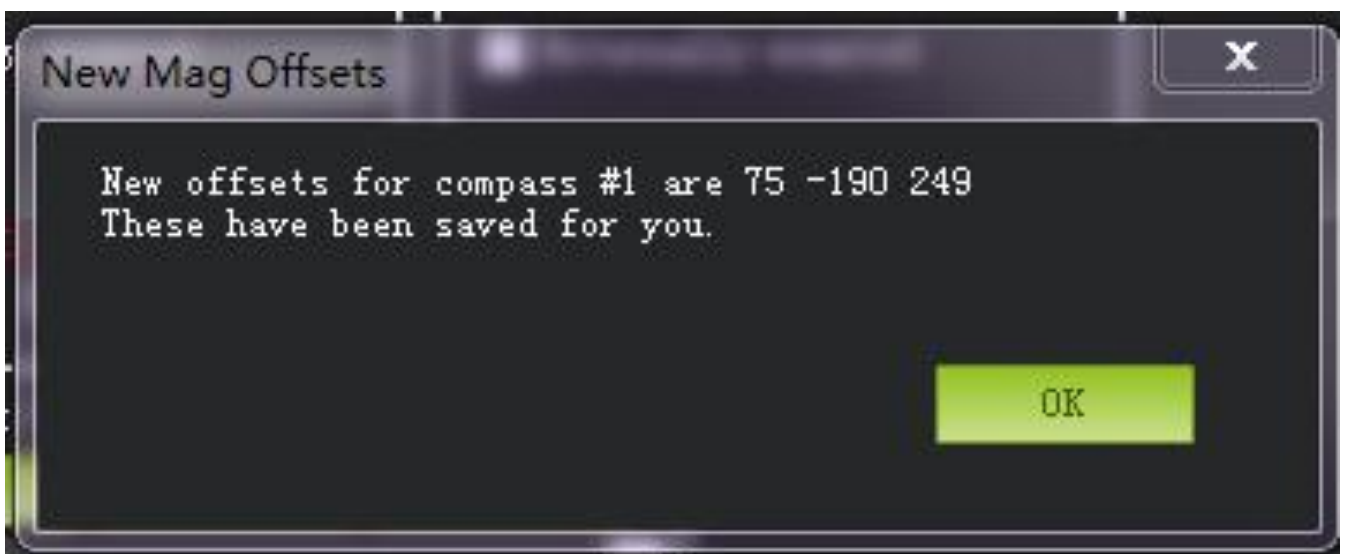 New Mag Offsets
X
New offsets for compass #1 are 75 -190 249
These have been saved for you.
OK